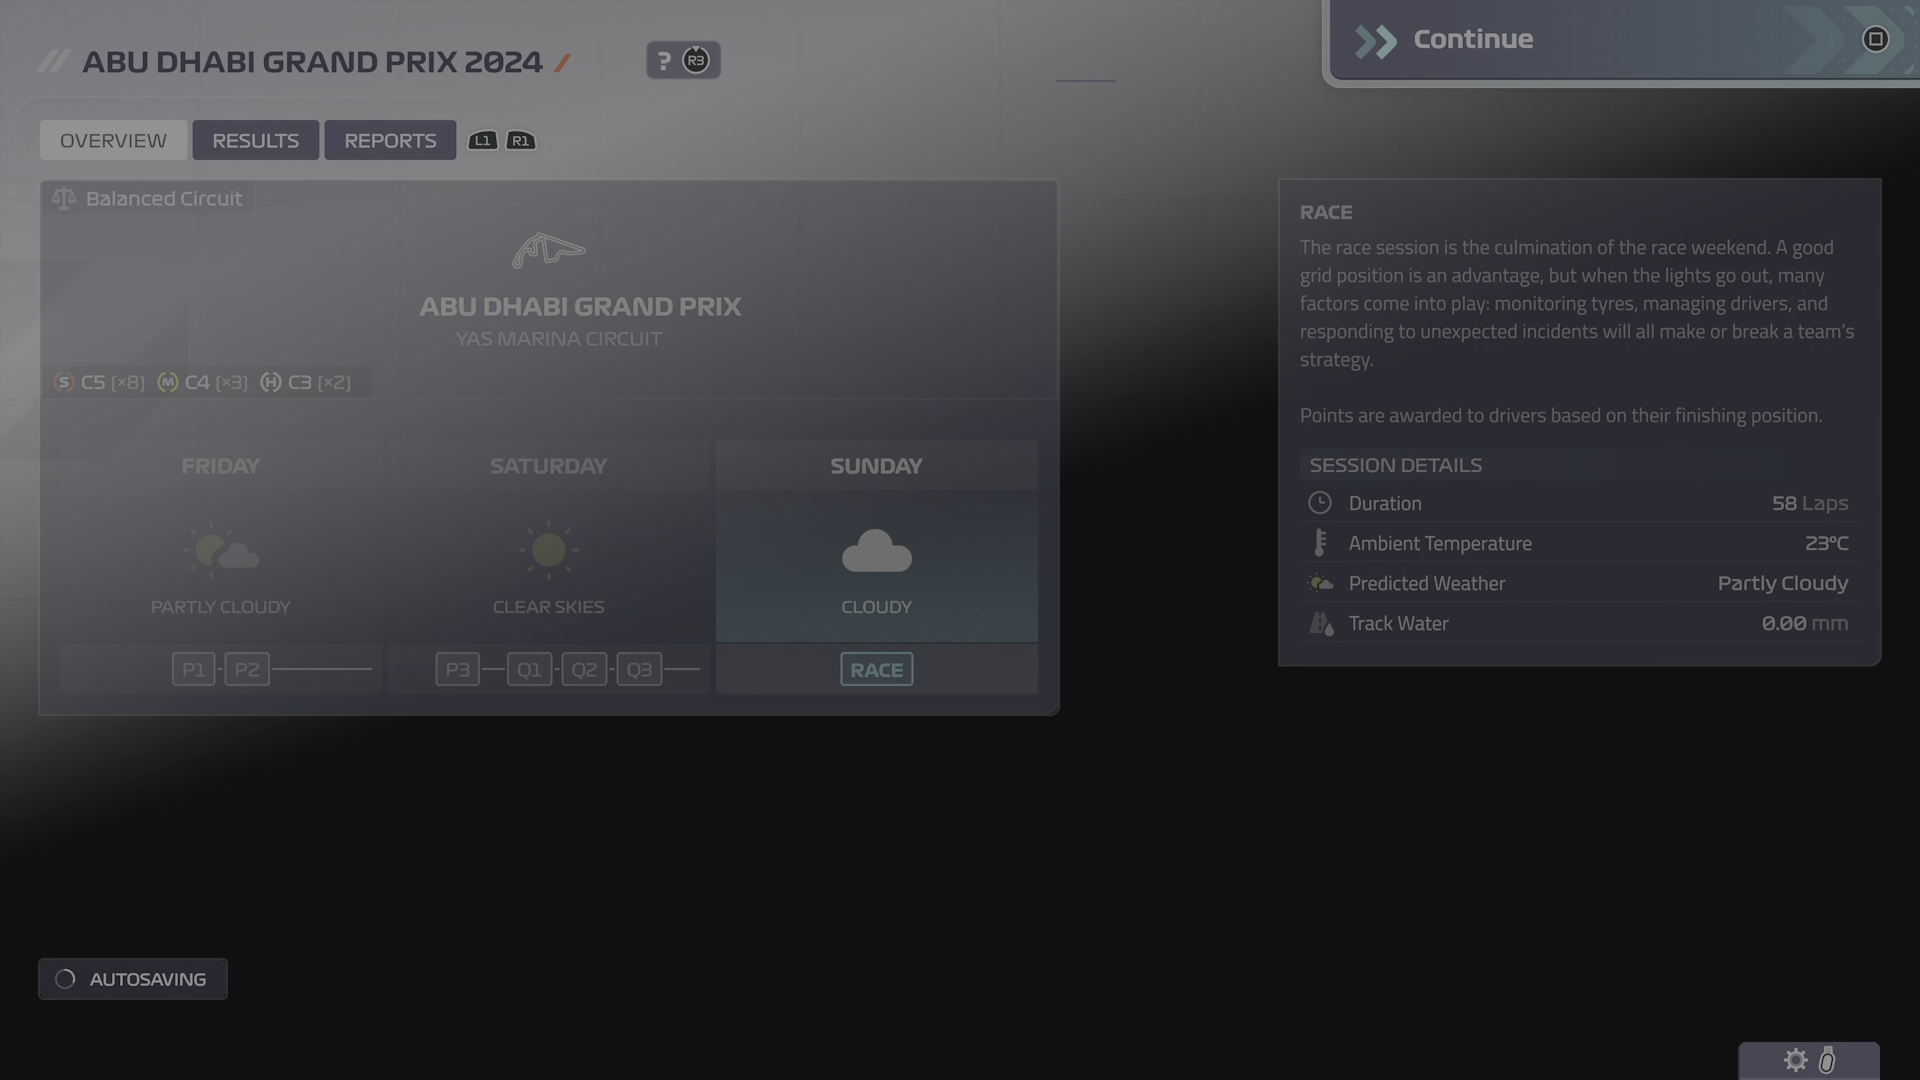 ABU DHABI GRAND PRIX 2024
? R3
Continue
OVERVIEW
RESULTS
REPORTS
L1
R1
Balanced Circuit
ABU DHABI GRAND PRIX
YAS MARINA CIRCUIT
S C5 (×8) M C4 (×3) H C3 (×2)
FRIDAY
SATURDAY
SUNDAY
PARTLY CLOUDY
CLEAR SKIES
CLOUDY
P1
P2
P3
Q1
Q2
Q3
RACE
RACE
The race session is the culmination of the race weekend. A good
grid position is an advantage, but when the lights go out, many
factors come into play: monitoring tyres, managing drivers, and
responding to unexpected incidents will all make or break a team's
strategy.
Points are awarded to drivers based on their finishing position.
SESSION DETAILS
Duration 58 Laps
Ambient Temperature 23°C
Predicted Weather Partly Cloudy
Track Water 0.00 mm
AUTOSAVING